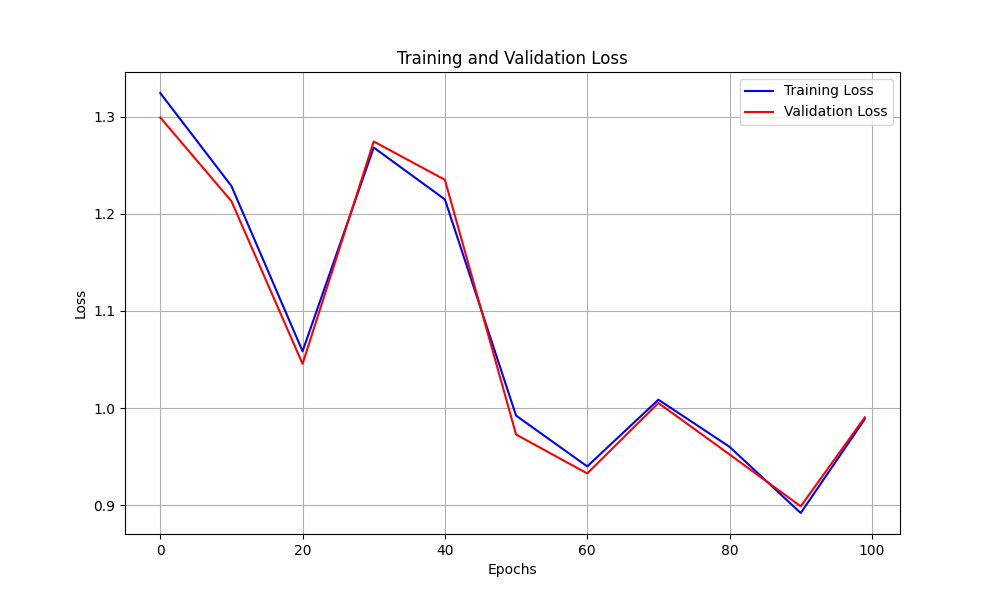 Training and Validation Loss
Training Loss
Validation Loss
1.3
1.2
1.1
1.0
0.9
Loss
0 20 40 60 80 100
Epochs